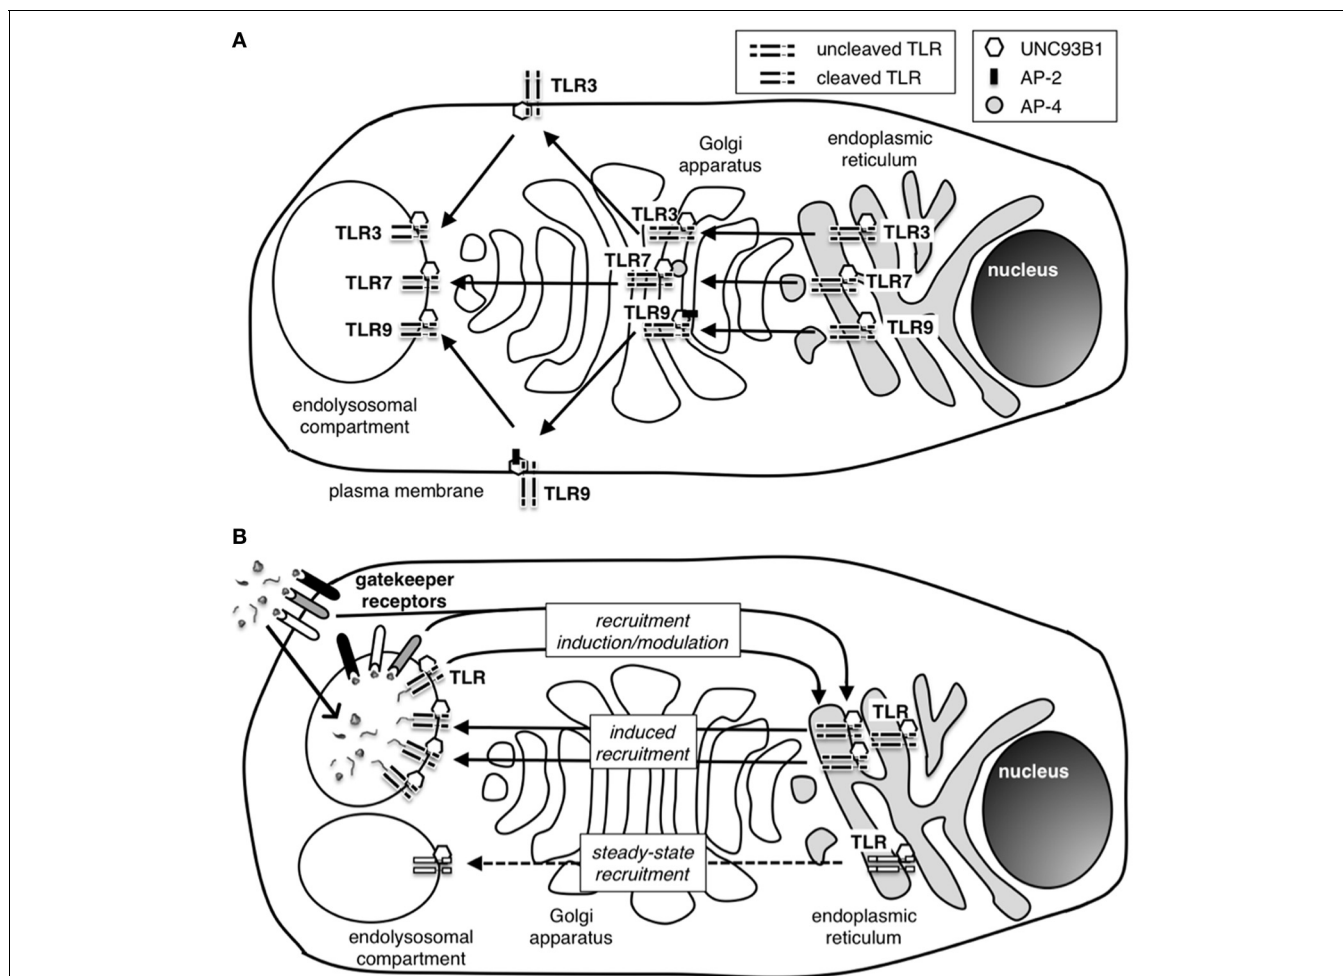 A
uncleaved TLR
cleaved TLR
UNC93B1
AP-2
AP-4
TLR3
Golgi
apparatus
endoplasmic
reticulum
TLR3
TLR3
TLR3
nucleus
TLR7
TLR7
TLR7
TLR9
TLR9
TLR9
endolysosomal
compartment
plasma membrane
TLR9
B
gatekeeper
receptors
recruitment
induction/modulation
TLR
TLR
induced
recruitment
nucleus
TLR
steady-state
recruitment
Golgi
apparatus
endoplasmic
reticulum
endolysosomal
compartment